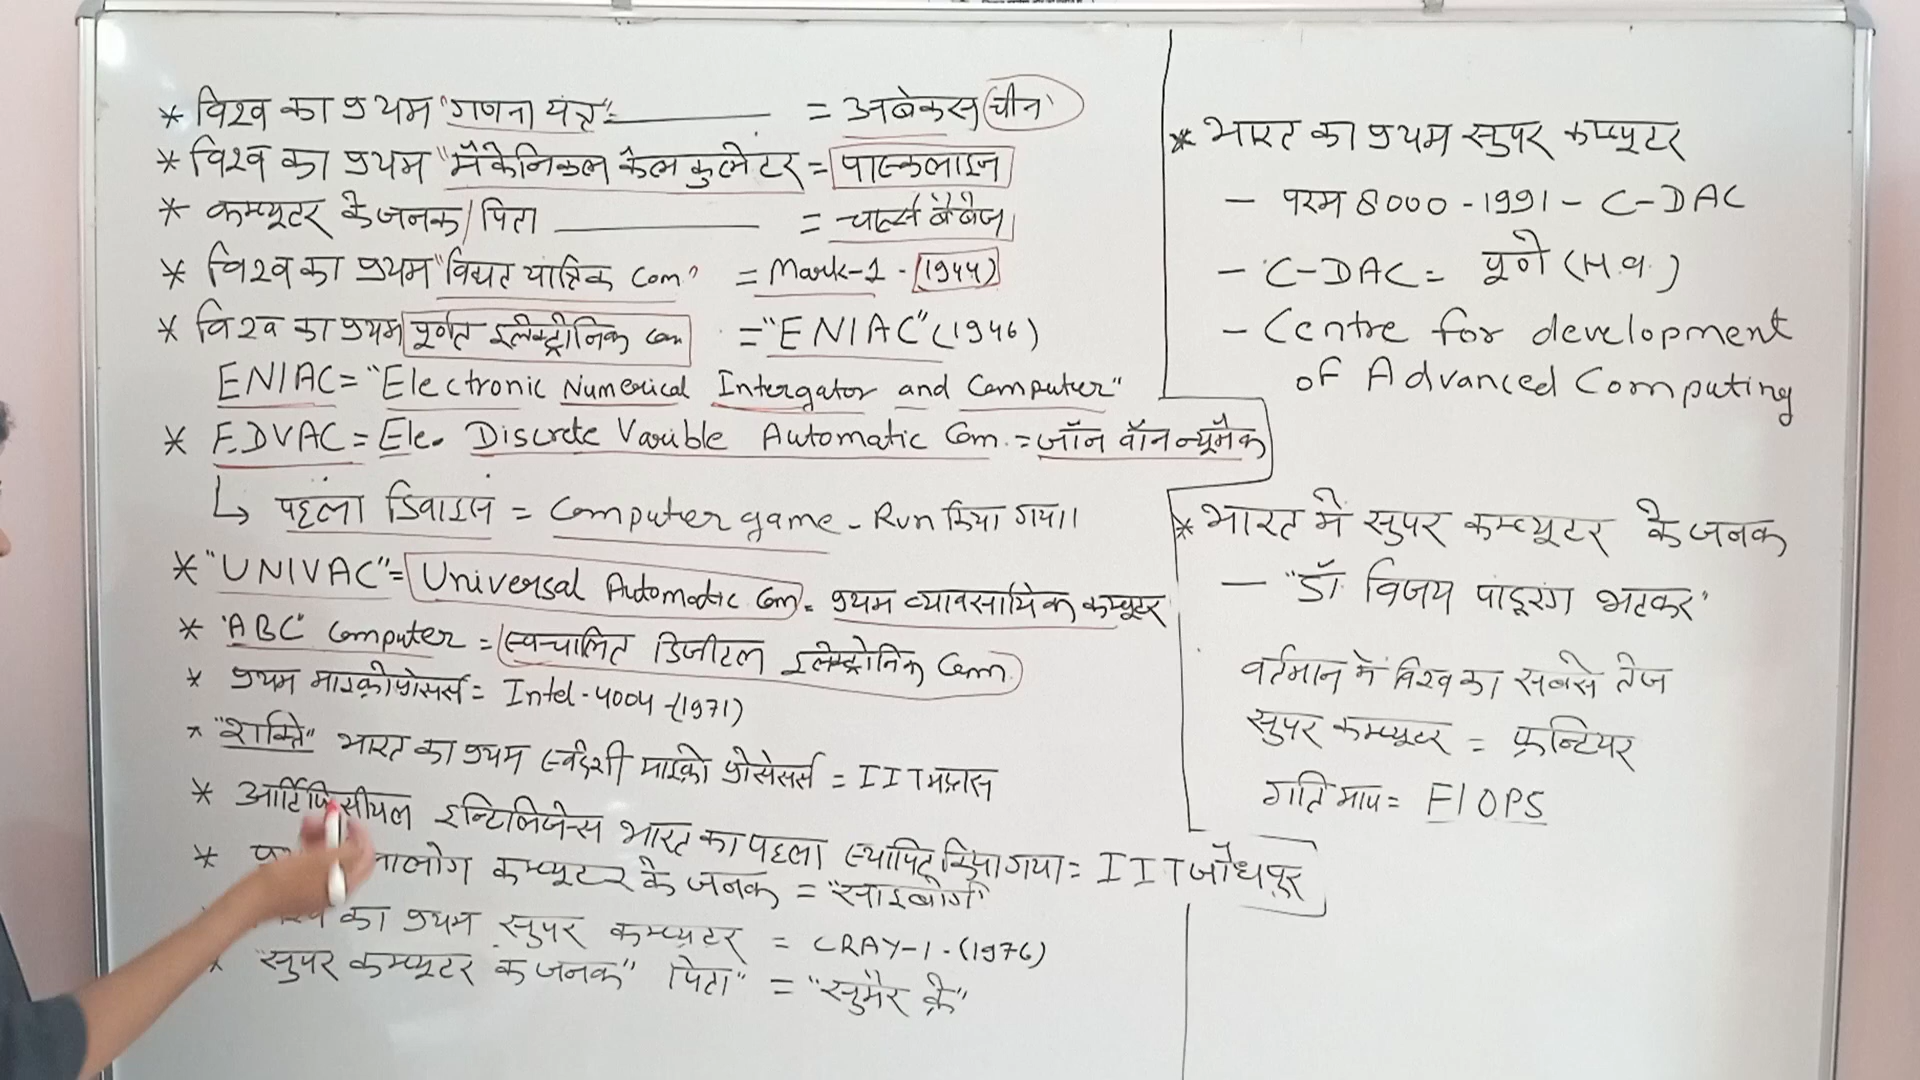 * विश्व का प्रथम "गणना यंत्र" = अबेकस (चीन)
* विश्व का प्रथम "मैकेनिकल कैलकुलेटर = पास्कलाइन
* कम्प्यूटर के जनक/पिता = चार्ल्स बैबेज
* विश्व का प्रथम "विद्यत यांत्रिक Com" = Mark-1 - (1944)
* विश्व का प्रथम पूर्णत इलेक्ट्रोनिक Com = "ENIAC" (1946)
ENIAC = "Electronic Numerical Intergator and Computer"
* EDVAC = Ele. Discrete Varible Automatic Com. = जॉन वॉन न्यूमैक
↳ पहला डिवाइस = Computer game - Run किया गया।
* "UNIVAC" = Universal Automatic Com. = प्रथम व्यावसायिक कम्प्यूटर
* "ABC" Computer = स्वचालित डिजीटल इलेक्ट्रोनिक Com.
* प्रथम माइक्रोप्रोसर्स = Intel-4004-(1971)
* "शक्ति" भारत का प्रथम स्वदेशी माइक्रो प्रोसेसर्स = IIT मद्रास
* आर्टिफिसीयल इन्टिलिजेन्स भारत का पहला स्थापित किया गया = IIT जोधपूर
* कम्प्यूटर के जनक =
का प्रथम सुपर कम्प्यूटर = CRAY-1 - (1976)
* "सुपर कम्प्यूटर के जनक" पिता" = "सुमैर क्रे"
* भारत का प्रथम सुपर कम्प्यूटर
- परम 8000 - 1991 - C-DAC
- C-DAC = पूणे (H.q.)
- Centre for development
of Advanced Computing
* भारत में सुपर कम्प्यूटर के जनक
- "डॉ. विजय पांडूरंग भटकर"
वर्तमान में विश्व का सबसे तेज
सुपर कम्प्यूटर = फ्रन्टियर
गति माप = FlOPS